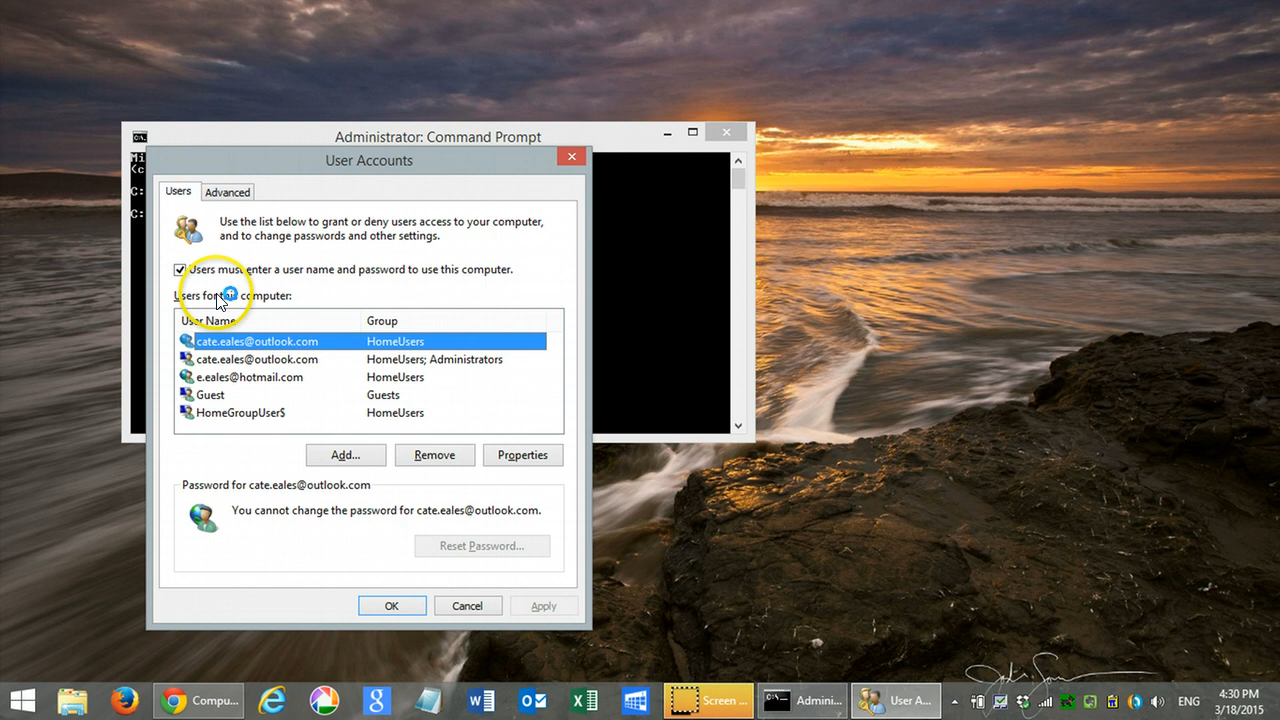 Administrator: Command Prompt
Mi
User Accounts
(c
C:
C:
Users
Advanced
Use the list below to grant or deny users access to your computer,
and to change passwords and other settings.
Users must enter a user name and password to use this computer.
Users for this computer:
User Name
Group
cate.eales@outlook.com
HomeUsers
cate.eales@outlook.com
HomeUsers; Administrators
e.eales@hotmail.com
HomeUsers
Guest
Guests
HomeGroupUser$
HomeUsers
Add...
Remove
Properties
Password for cate.eales@outlook.com
You cannot change the password for cate.eales@outlook.com.
Reset Password...
OK
Cancel
Apply
Compu...
Screen ...
Admini...
User A...
ENG
4:30 PM
3/18/2015